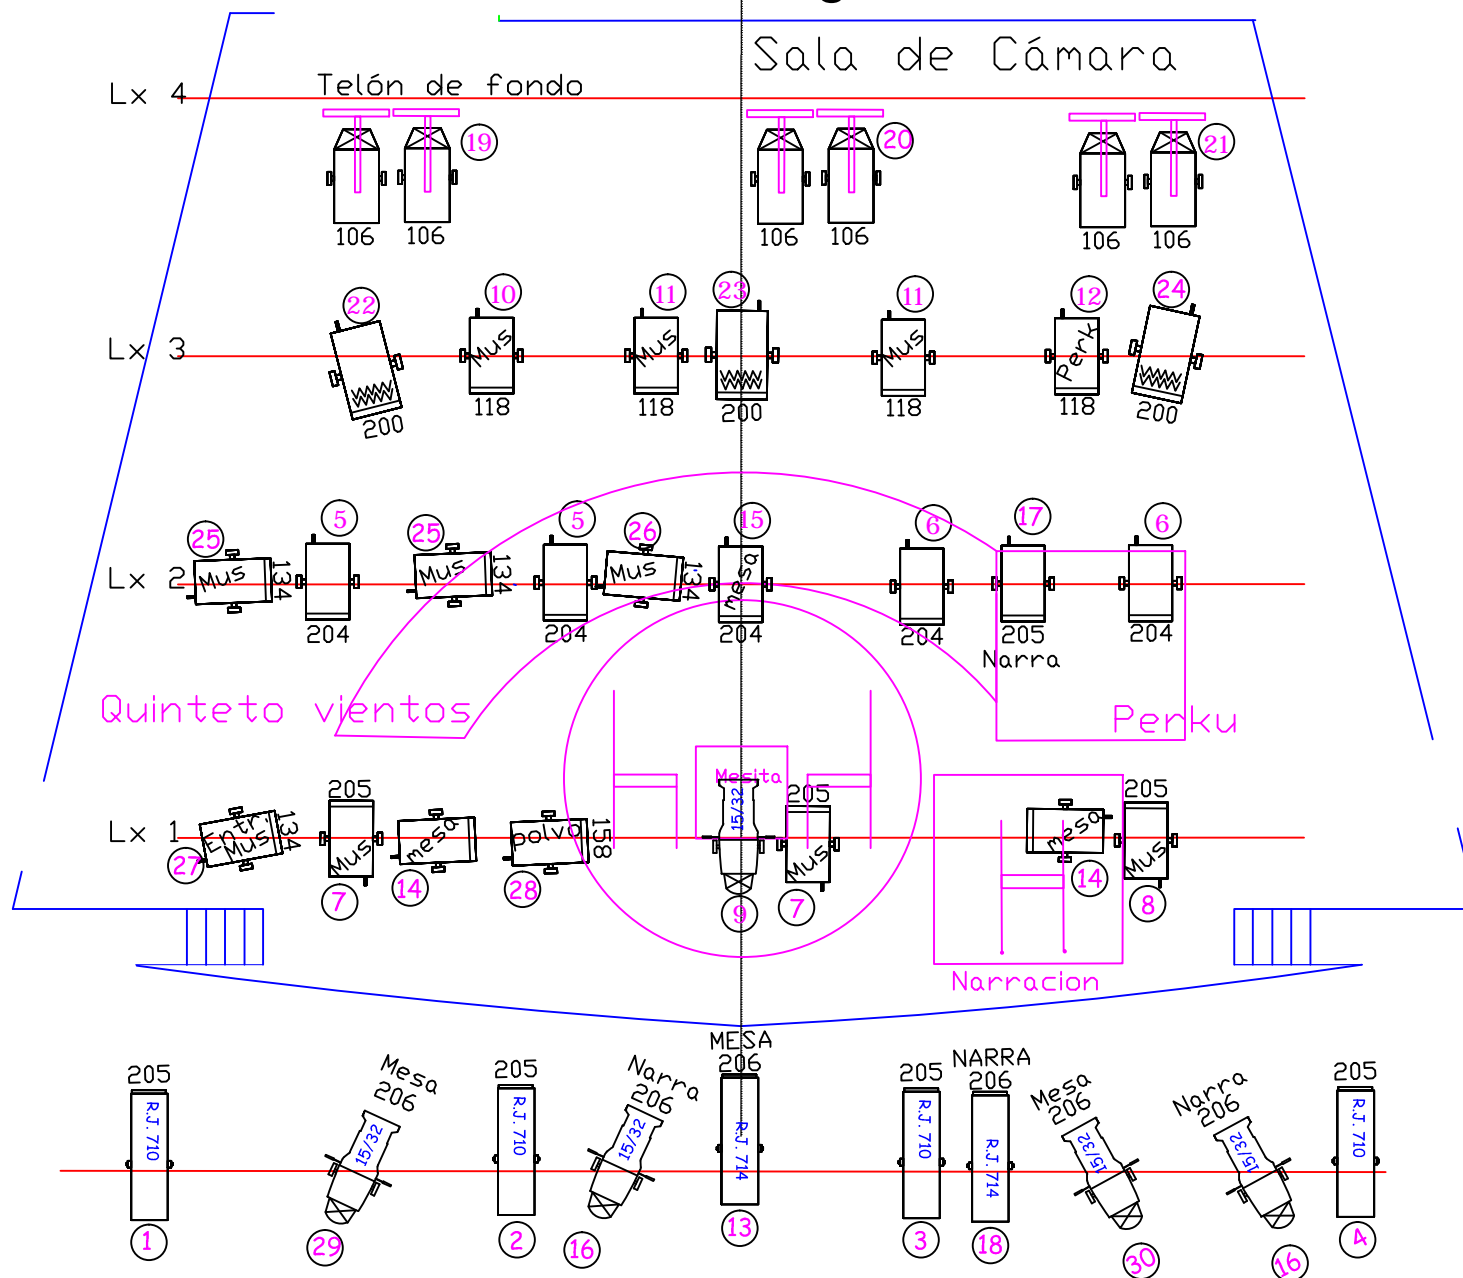 Sala de Cámara
Telón de fondo
Lx 4
19 20 21
106 106 106 106 106 106
22 10 11 23 11 12 24
Lx 3
Mus Mus Mus Perk
200 118 118 200 118 118 200
25 5 25 5 26 15 6 17 6
Lx 2
Mus 134 Mus 134 Mus 134 mesa
204 204 204 204 205 204
Narra
Quinteto vientos
Perku
Mesita
205 205 205
Lx 1
Entr. Mus 134 Mus mesa polvo 158 15/32 Mus mesa Mus
27 7 14 28 9 7 14 8
Narracion
MESA
205 Mesa 206 205 Narra 206 206 205 NARRA 206 Mesa 206 Narra 206 205
R.J. 710 15/32 R.J. 710 15/32 R.J. 714 R.J. 710 R.J. 714 15/32 15/32 R.J. 710
1 29 2 16 13 3 18 30 16 4